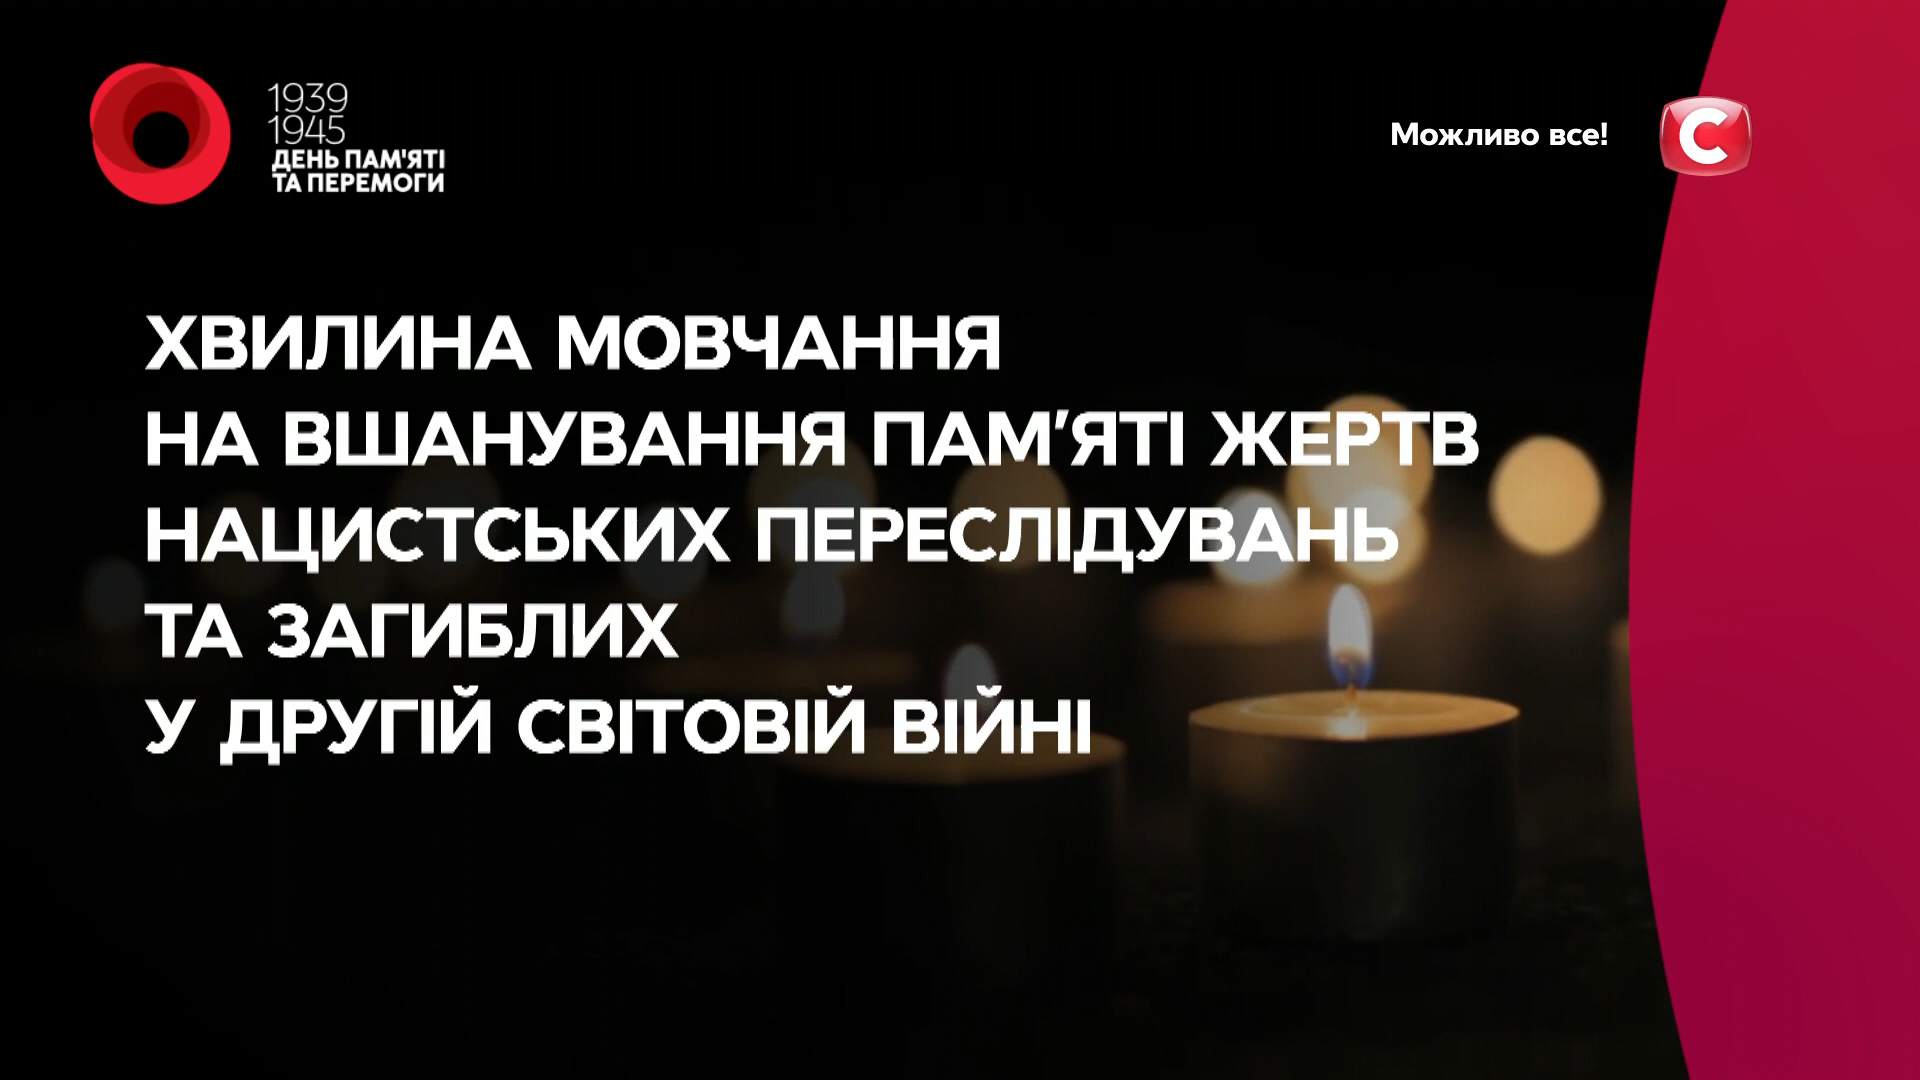 1939
1945
ДЕНЬ ПАМ'ЯТІ
ТА ПЕРЕМОГИ
Можливо все!
С
ХВИЛИНА МОВЧАННЯ
НА ВШАНУВАННЯ ПАМ’ЯТІ ЖЕРТВ
НАЦИСТСЬКИХ ПЕРЕСЛІДУВАНЬ
ТА ЗАГИБЛИХ
У ДРУГІЙ СВІТОВІЙ ВІЙНІ